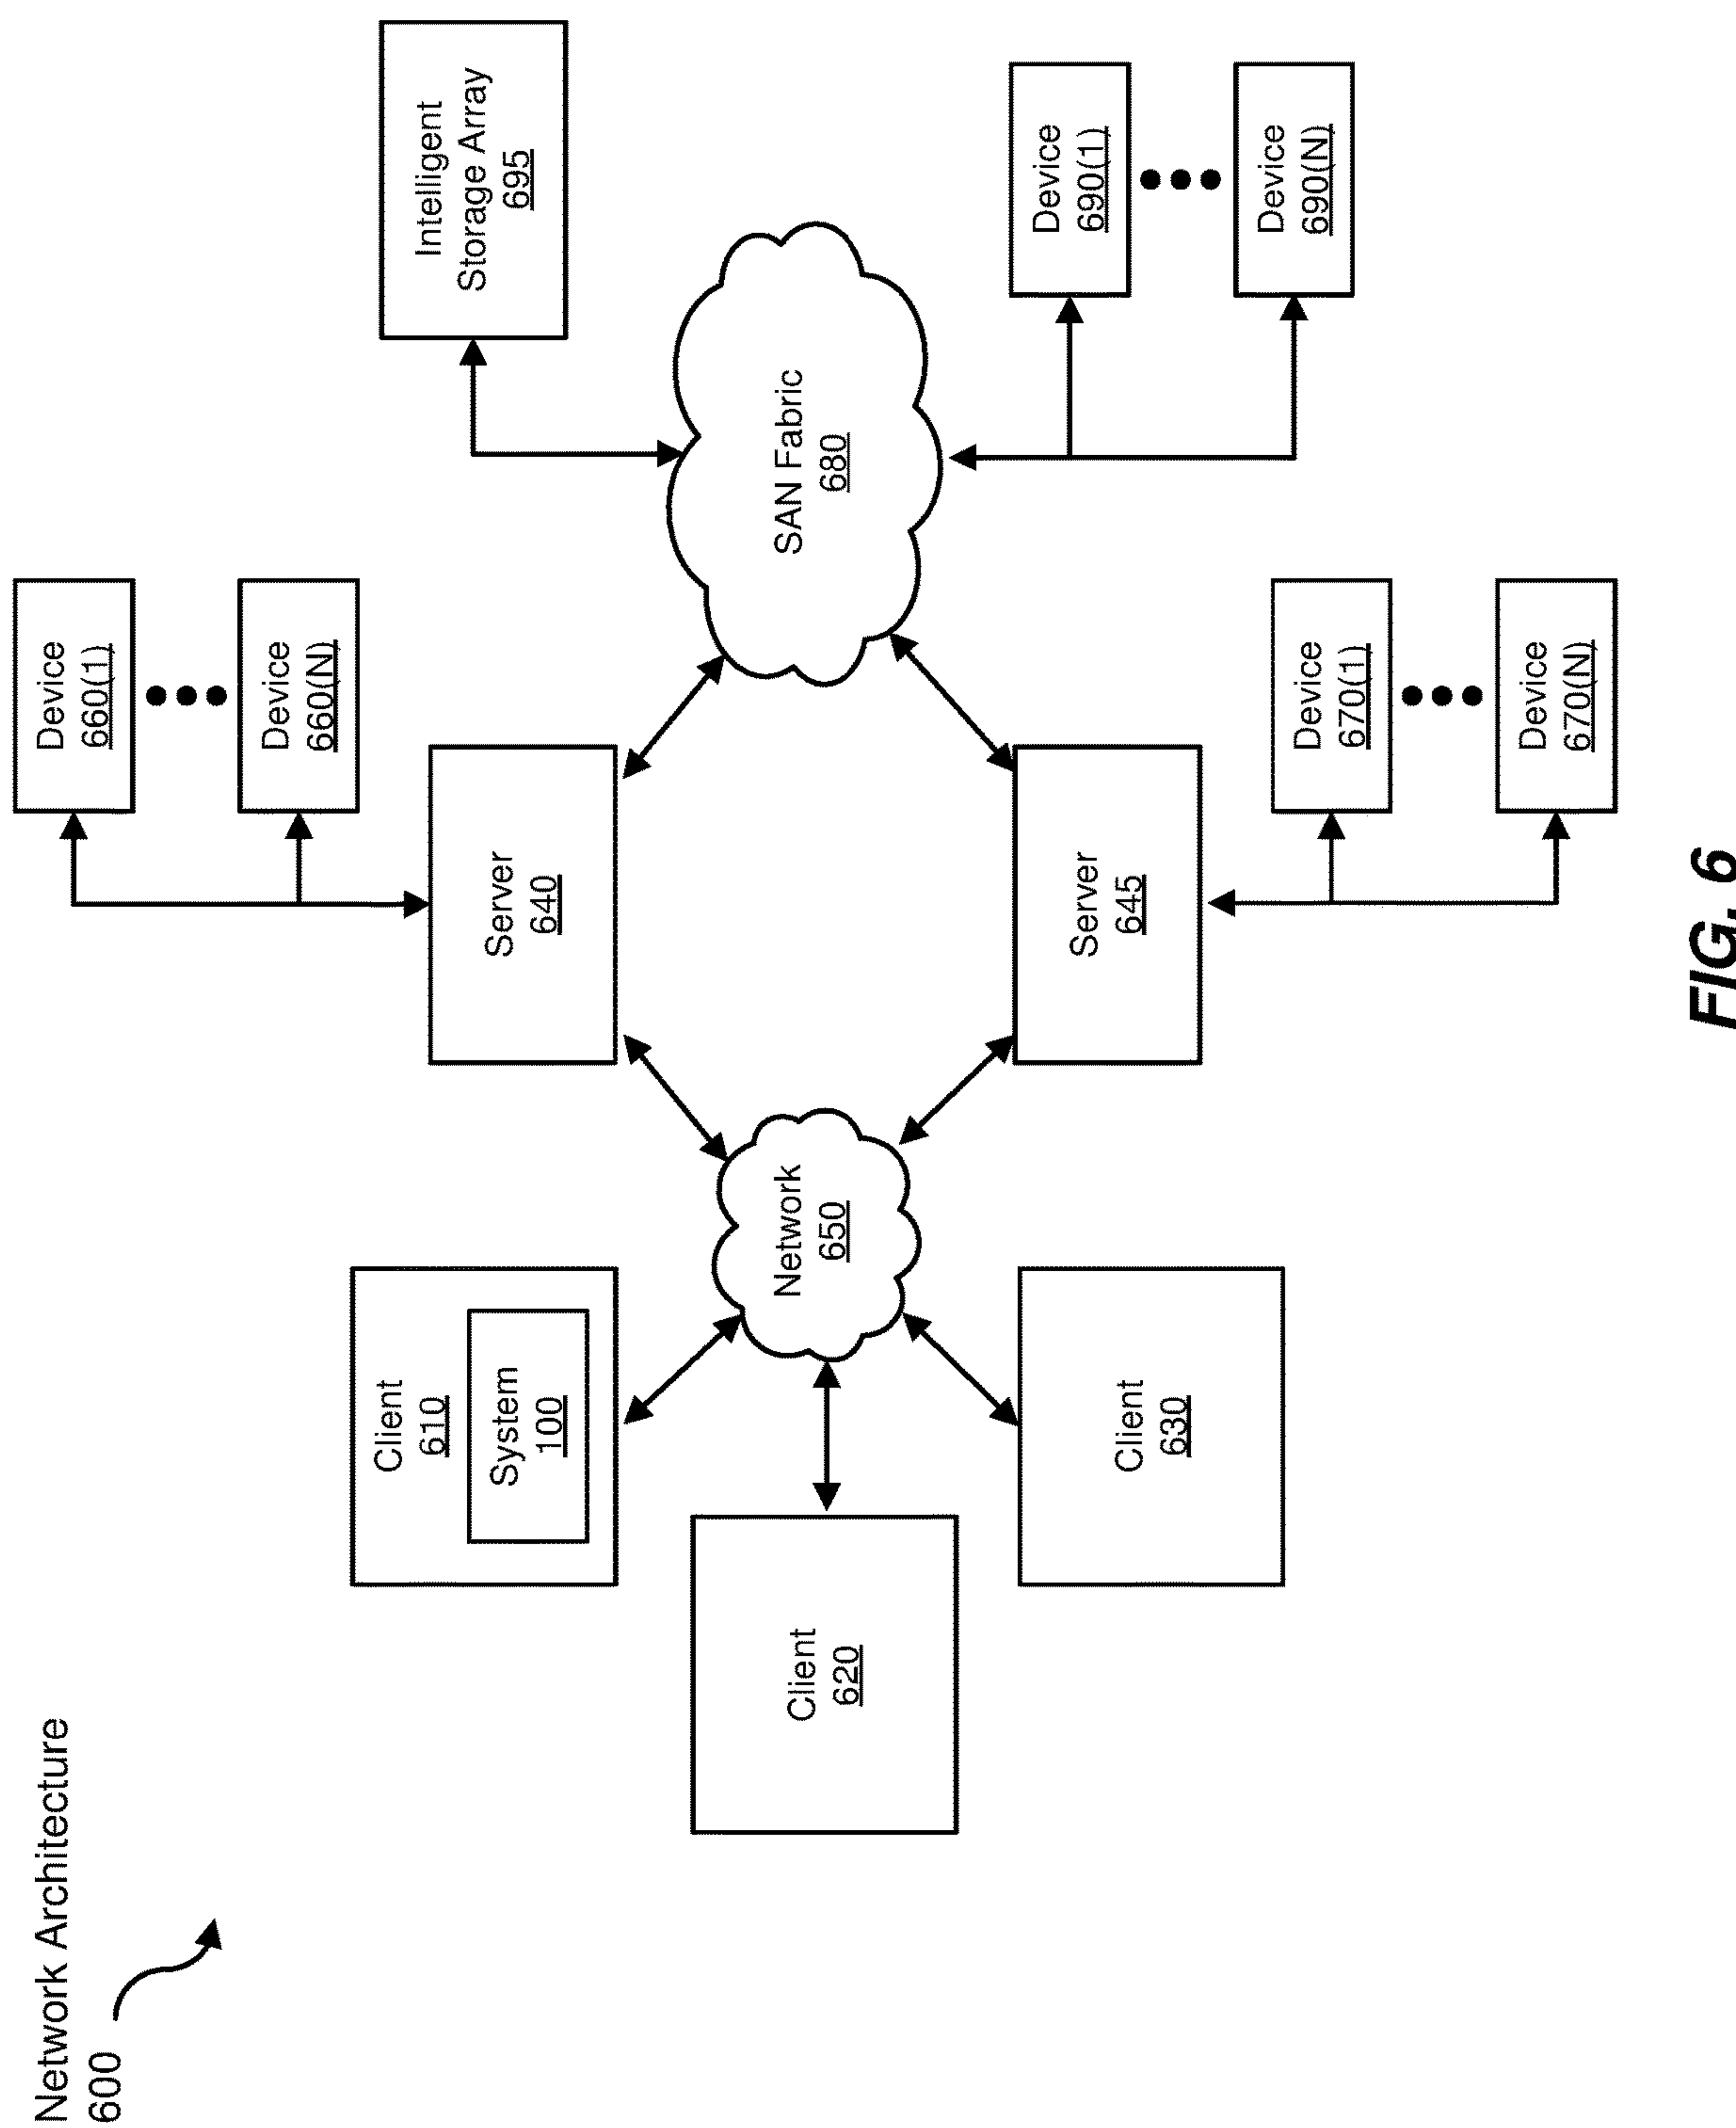 Network Architecture
600
Device
660(1)
Device
660(N)
Intelligent
Storage Array
695
Client
610
System
100
Server
640
Client
620
Network
650
SAN Fabric
680
Client
630
Server
645
Device
690(1)
Device
690(N)
Device
670(1)
Device
670(N)
FIG. 6